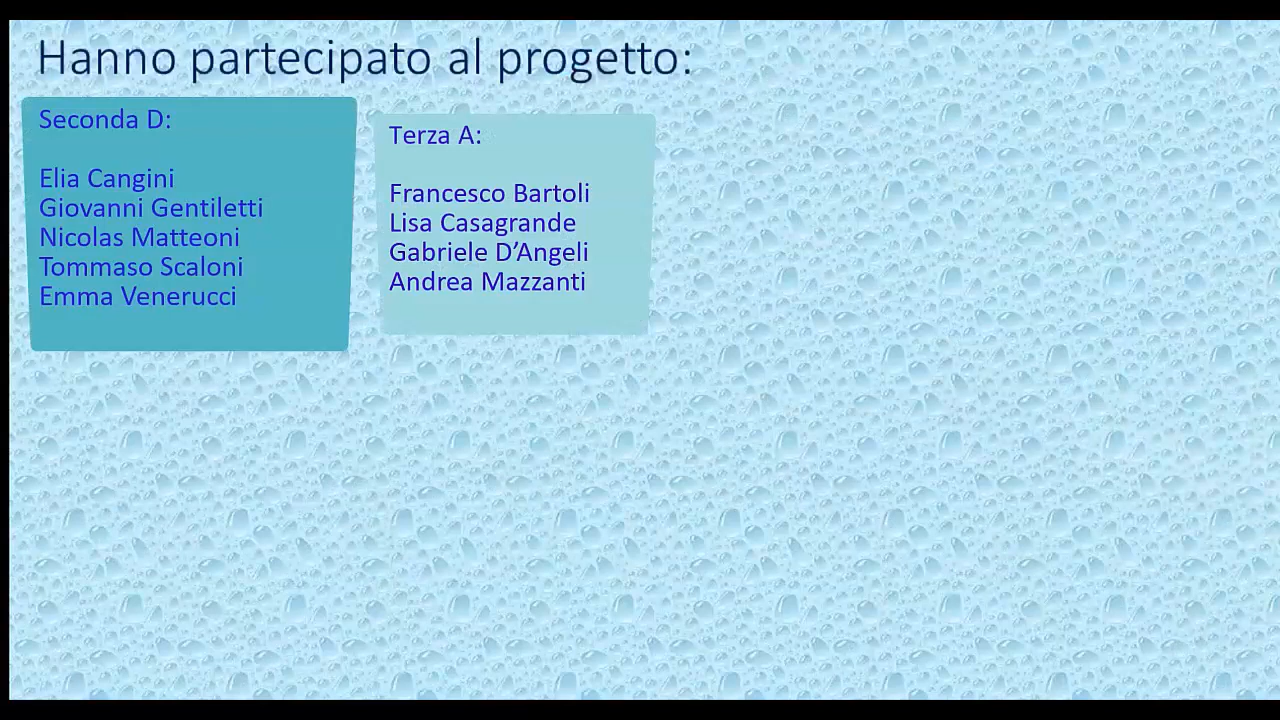 Hanno partecipato al progetto:
Seconda D:
Elia Cangini
Giovanni Gentiletti
Nicolas Matteoni
Tommaso Scaloni
Emma Venerucci
Terza A:
Francesco Bartoli
Lisa Casagrande
Gabriele D’Angeli
Andrea Mazzanti